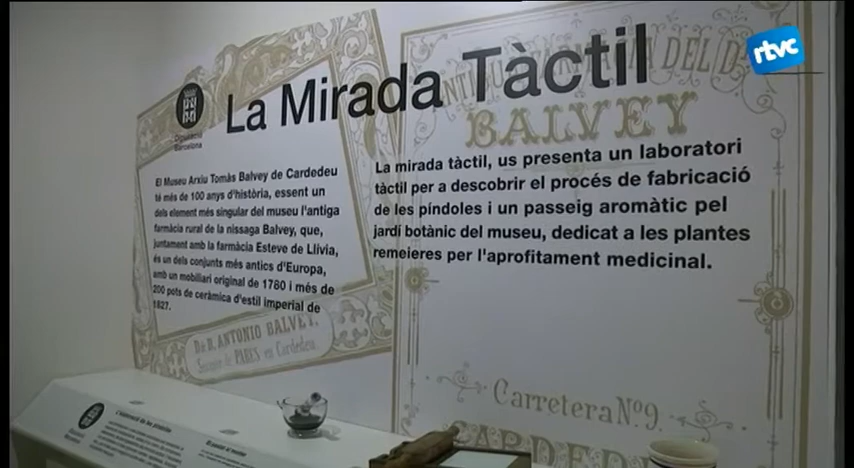 rtvc
La Mirada Tàctil
Diputació
Barcelona
BALVEY
El Museu Arxiu Tomàs Balvey de Cardedeu
té més de 100 anys d'història, essent un
dels element més singular del museu l'antiga
farmàcia rural de la nissaga Balvey, que,
juntament amb la farmàcia Esteve de Llívia,
és un dels conjunts més antics d'Europa,
amb un mobiliari original de 1780 i més de
200 pots de ceràmica d'estil imperial de
1827.
La mirada tàctil, us presenta un laboratori
tàctil per a descobrir el procés de fabricació
de les píndoles i un passeig aromàtic pel
jardí botànic del museu, dedicat a les plantes
remeieres per l'aprofitament medicinal.
De D. ANTONIO BALVEY,
de PARES en Cardedeu.
Carretera Nº 9.